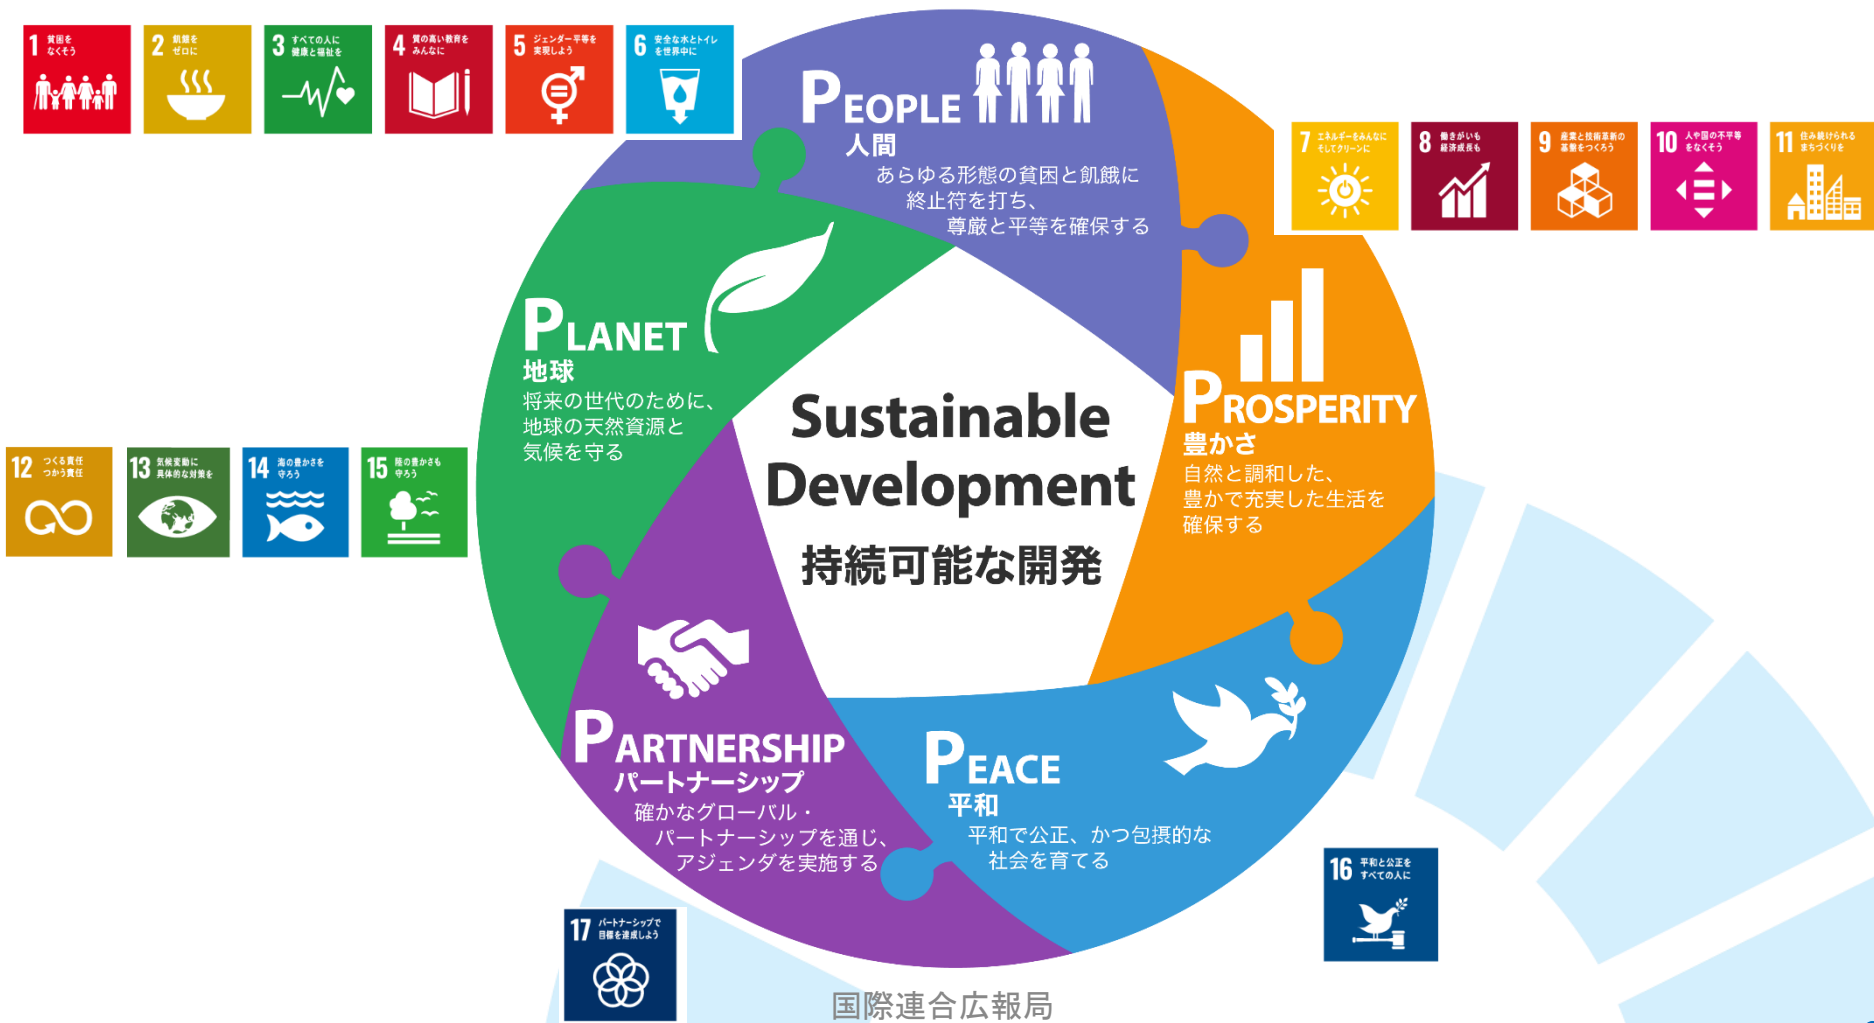 1 貧困を
なくそう
2 飢餓を
ゼロに
3 すべての人に
健康と福祉を
4 質の高い教育を
みんなに
5 ジェンダー平等を
実現しよう
6 安全な水とトイレ
を世界中に
PEOPLE
人間
あらゆる形態の貧困と飢餓に
終止符を打ち、
尊厳と平等を確保する
7 エネルギーをみんなに
そしてクリーンに
8 働きがいも
経済成長も
9 産業と技術革新の
基盤をつくろう
10 人や国の不平等
をなくそう
11 住み続けられる
まちづくりを
PLANET
地球
将来の世代のために、
地球の天然資源と
気候を守る
Sustainable
Development
持続可能な開発
PROSPERITY
豊かさ
自然と調和した、
豊かで充実した生活を
確保する
12 つくる責任
つかう責任
13 気候変動に
具体的な対策を
14 海の豊かさを
守ろう
15 陸の豊かさも
守ろう
PARTNERSHIP
パートナーシップ
確かなグローバル・
パートナーシップを通じ、
アジェンダを実施する
PEACE
平和
平和で公正、かつ包摂的な
社会を育てる
16 平和と公正を
すべての人に
17 パートナーシップで
目標を達成しよう
国際連合広報局